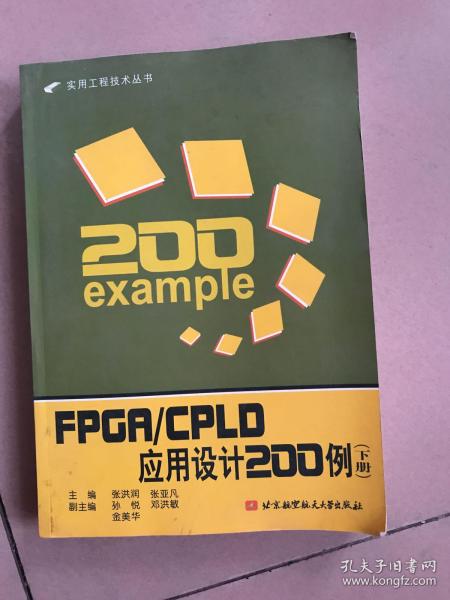 实用工程技术丛书
200
example
FPGA/CPLD
应用设计200例(下册)
主 编 张洪润 张亚凡
副主编 孙 悦 邓洪敏
金美华
北京航空航天大学出版社
孔夫子旧书网
www.kongfz.com